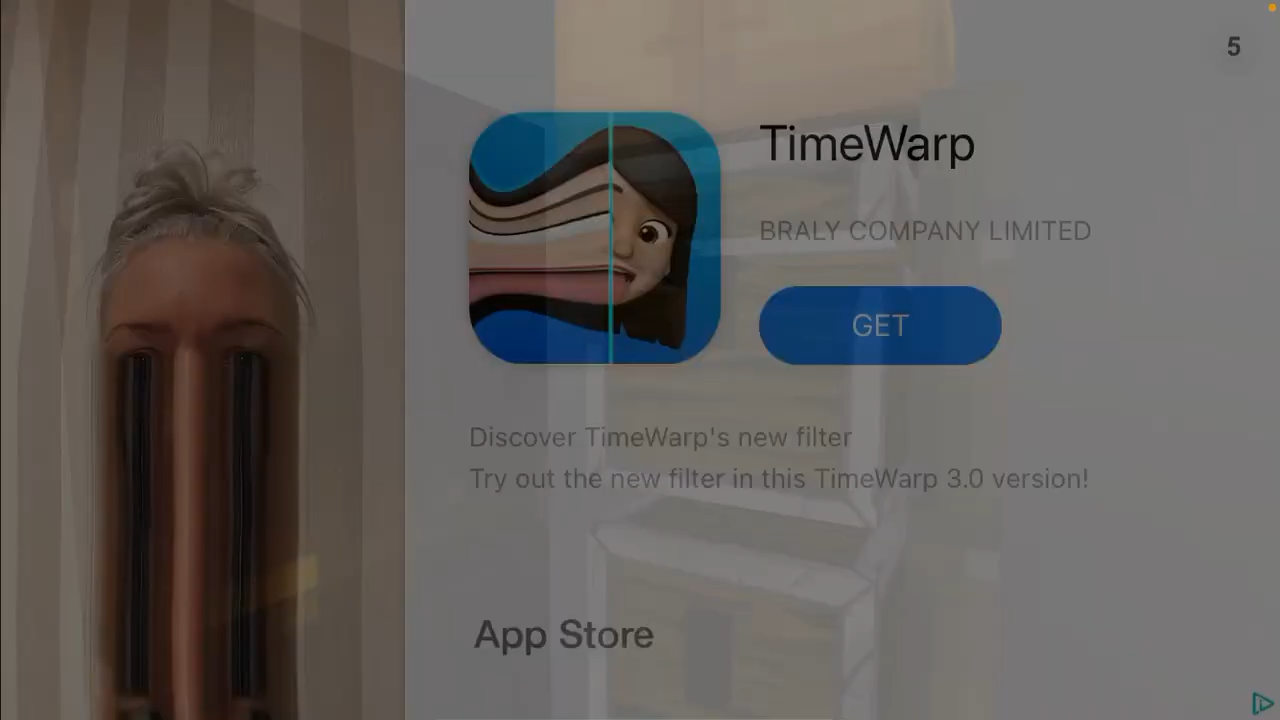 5
TimeWarp
BRALY COMPANY LIMITED
GET
Discover TimeWarp's new filter
Try out the new filter in this TimeWarp 3.0 version!
App Store